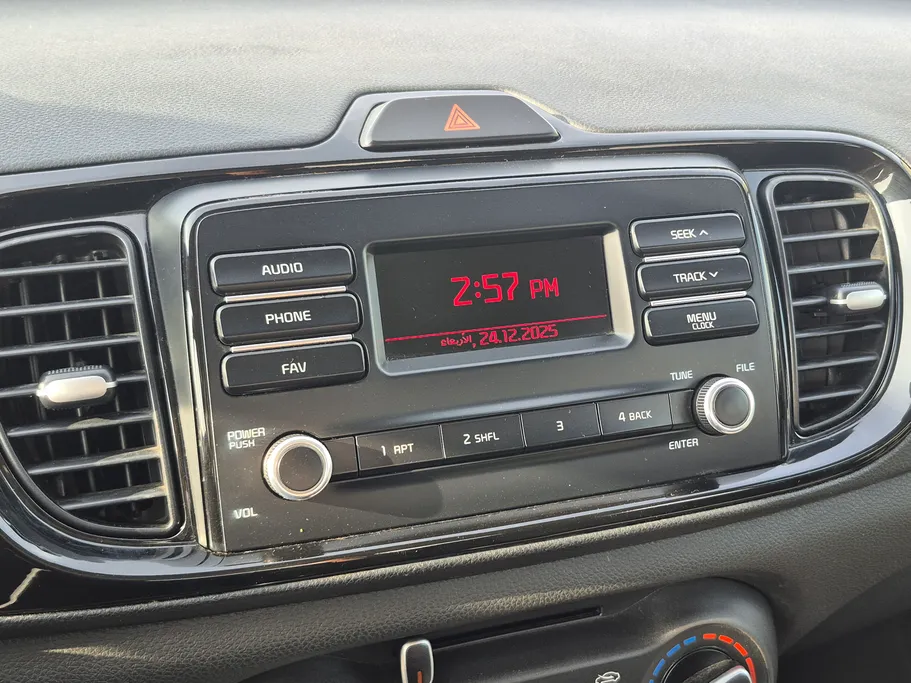 AUDIO
PHONE
FAV
2:57 PM
24.12.2025
SEEK
TRACK
MENU
CLOCK
TUNE
FILE
POWER
PUSH
VOL
1 RPT
2 SHFL
3
4 BACK
ENTER